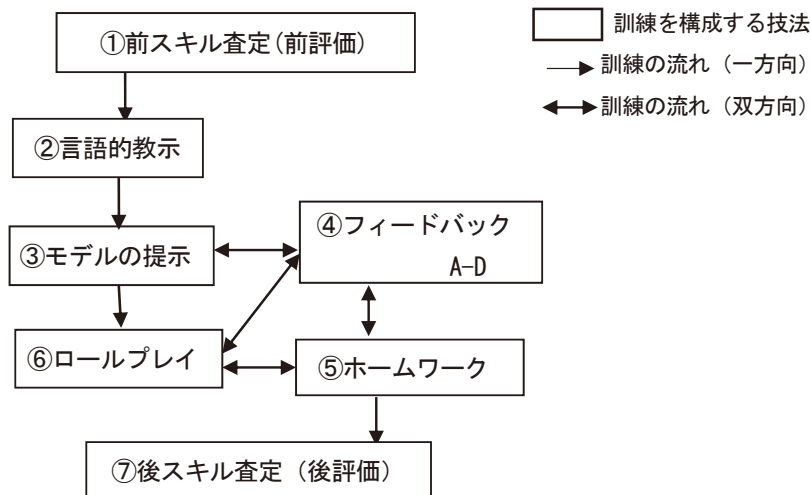 ①前スキル査定(前評価)
訓練を構成する技法
訓練の流れ（一方向）
訓練の流れ（双方向）
②言語的教示
③モデルの提示
④フィードバック
A-D
⑥ロールプレイ
⑤ホームワーク
⑦後スキル査定（後評価）